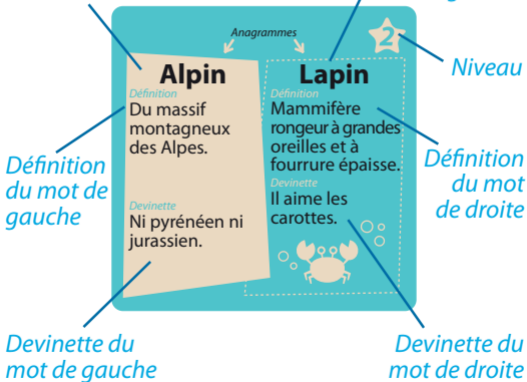 Anagrammes
2
Niveau
Alpin
Définition
Du massif
montagneux
des Alpes.
Devinette
Ni pyrénéen ni
jurassien.
Lapin
Définition
Mammifère
rongeur à grandes
oreilles et à
fourrure épaisse.
Devinette
Il aime les
carottes.
Définition
du mot de
gauche
Définition
du mot
de droite
Devinette du
mot de gauche
Devinette du
mot de droite